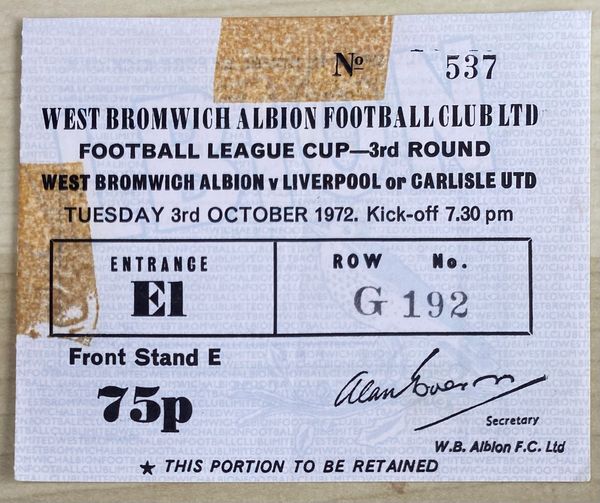 № 537
WEST BROMWICH ALBION FOOTBALL CLUB LTD
FOOTBALL LEAGUE CUP—3rd ROUND
WEST BROMWICH ALBION v LIVERPOOL or CARLISLE UTD
TUESDAY 3rd OCTOBER 1972. Kick-off 7.30 pm
ENTRANCE
E1
ROW No.
G 192
Front Stand E
75p
Alan Everiss
Secretary
W.B. Albion F.C. Ltd
★ THIS PORTION TO BE RETAINED